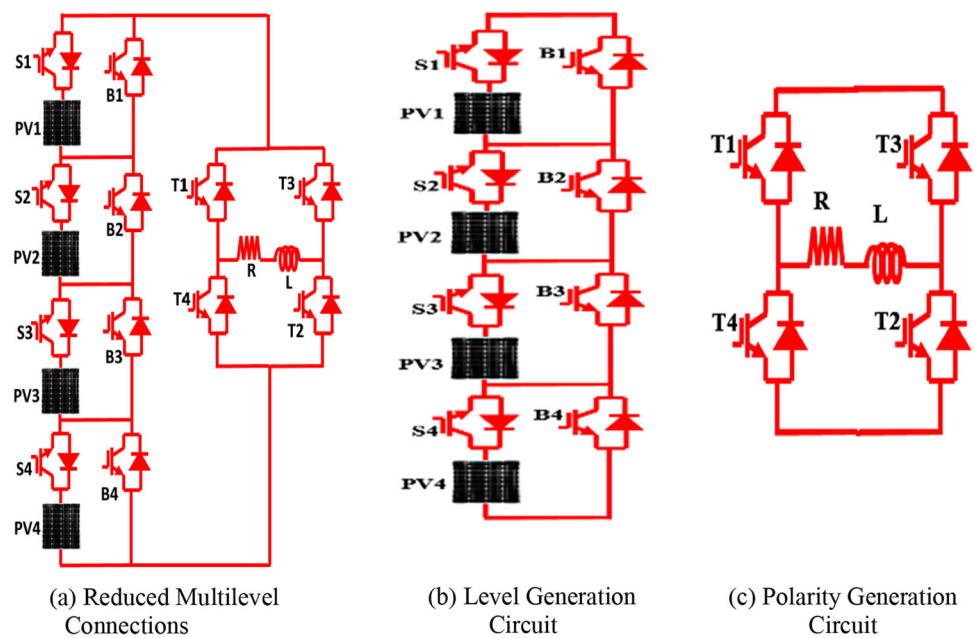 S1
B1
PV1
S2
B2
PV2
S3
B3
PV3
S4
B4
PV4
T1
T3
R
L
T4
T2
(a) Reduced Multilevel
Connections
S1
B1
PV1
S2
B2
PV2
S3
B3
PV3
S4
B4
PV4
(b) Level Generation
Circuit
T1
T3
R
L
T4
T2
(c) Polarity Generation
Circuit